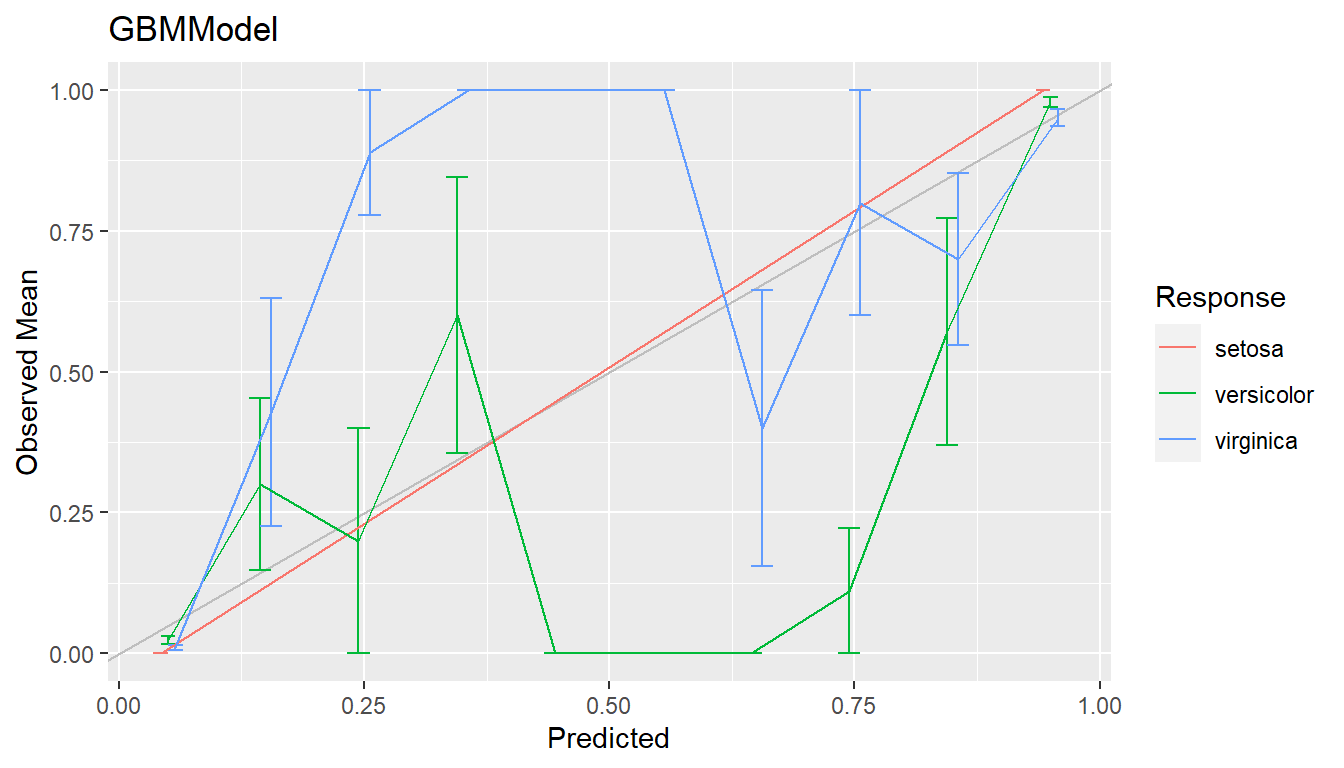 GBMModel
1.00
0.75
0.50
0.25
0.00
Observed Mean
0.00 0.25 0.50 0.75 1.00
Predicted
Response
setosa
versicolor
virginica